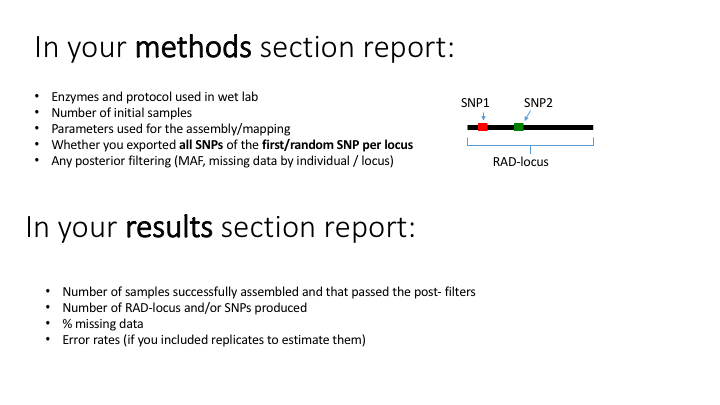 In your methods section report:
• Enzymes and protocol used in wet lab
• Number of initial samples
• Parameters used for the assembly/mapping
• Whether you exported all SNPs of the first/random SNP per locus
• Any posterior filtering (MAF, missing data by individual / locus)
SNP1 SNP2
RAD-locus
In your results section report:
• Number of samples successfully assembled and that passed the post- filters
• Number of RAD-locus and/or SNPs produced
• % missing data
• Error rates (if you included replicates to estimate them)